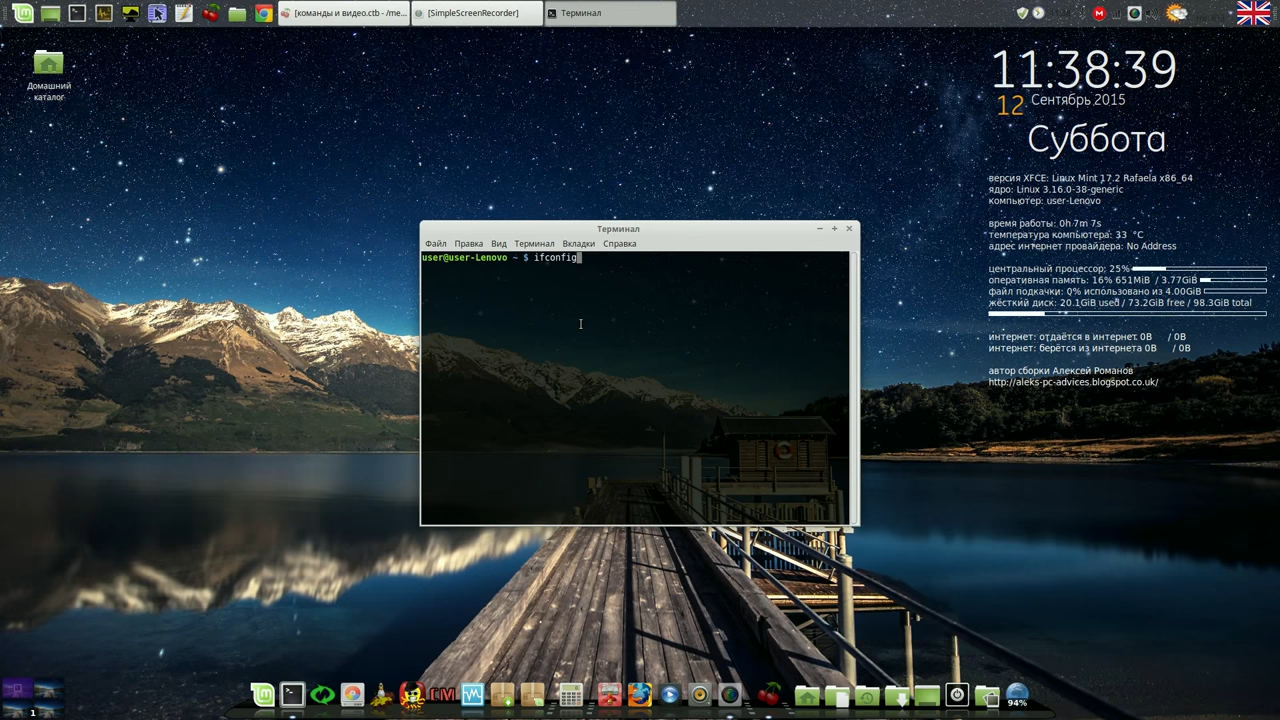 [команды и видео.ctb - /me...
[SimpleScreenRecorder]
Терминал
Домашний
каталог
11:38:39
12 Сентябрь 2015
Суббота
версия XFCE: Linux Mint 17.2 Rafaela x86_64
ядро: Linux 3.16.0-38-generic
компьютер: user-Lenovo
время работы: 0h 7m 7s
температура компьютера: 33 °C
адрес интернет провайдера: No Address
центральный процессор: 25%
оперативная память: 16% 651MiB / 3.77GiB
файл подкачки: 0% использовано из 4.00GiB
жёсткий диск: 20.1GiB used / 73.2GiB free / 98.3GiB total
интернет: отдаётся в интернет 0B / 0B
интернет: берётся из интернета 0B / 0B
автор сборки Алексей Романов
http://aleks-pc-advices.blogspot.co.uk/
Терминал
Файл Правка Вид Терминал Вкладки Справка
user@user-Lenovo ~ $ ifconfig
1
94%